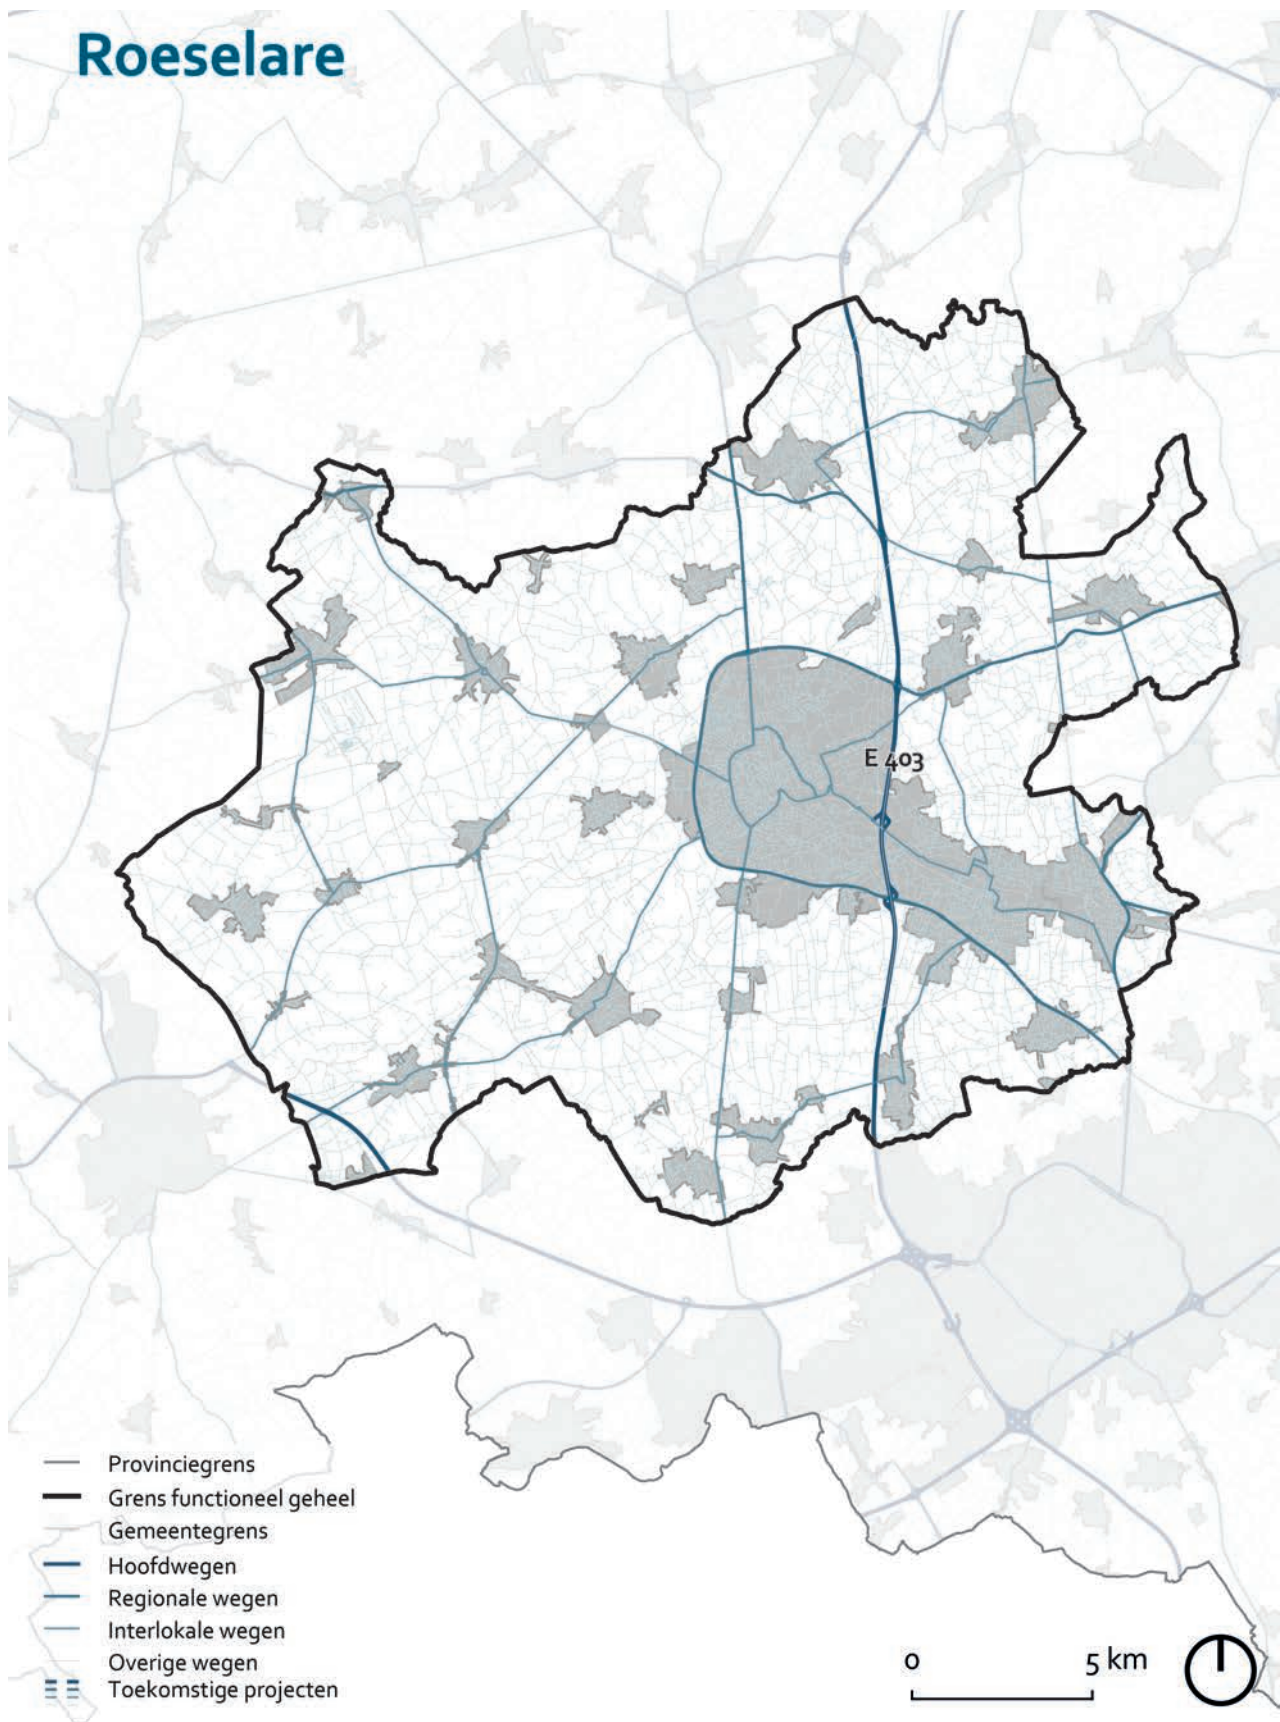 Roeselare
E 403
Provinciegrens
Grens functioneel geheel
Gemeentegrens
Hoofdwegen
Regionale wegen
Interlokale wegen
Overige wegen
Toekomstige projecten
0 5 km